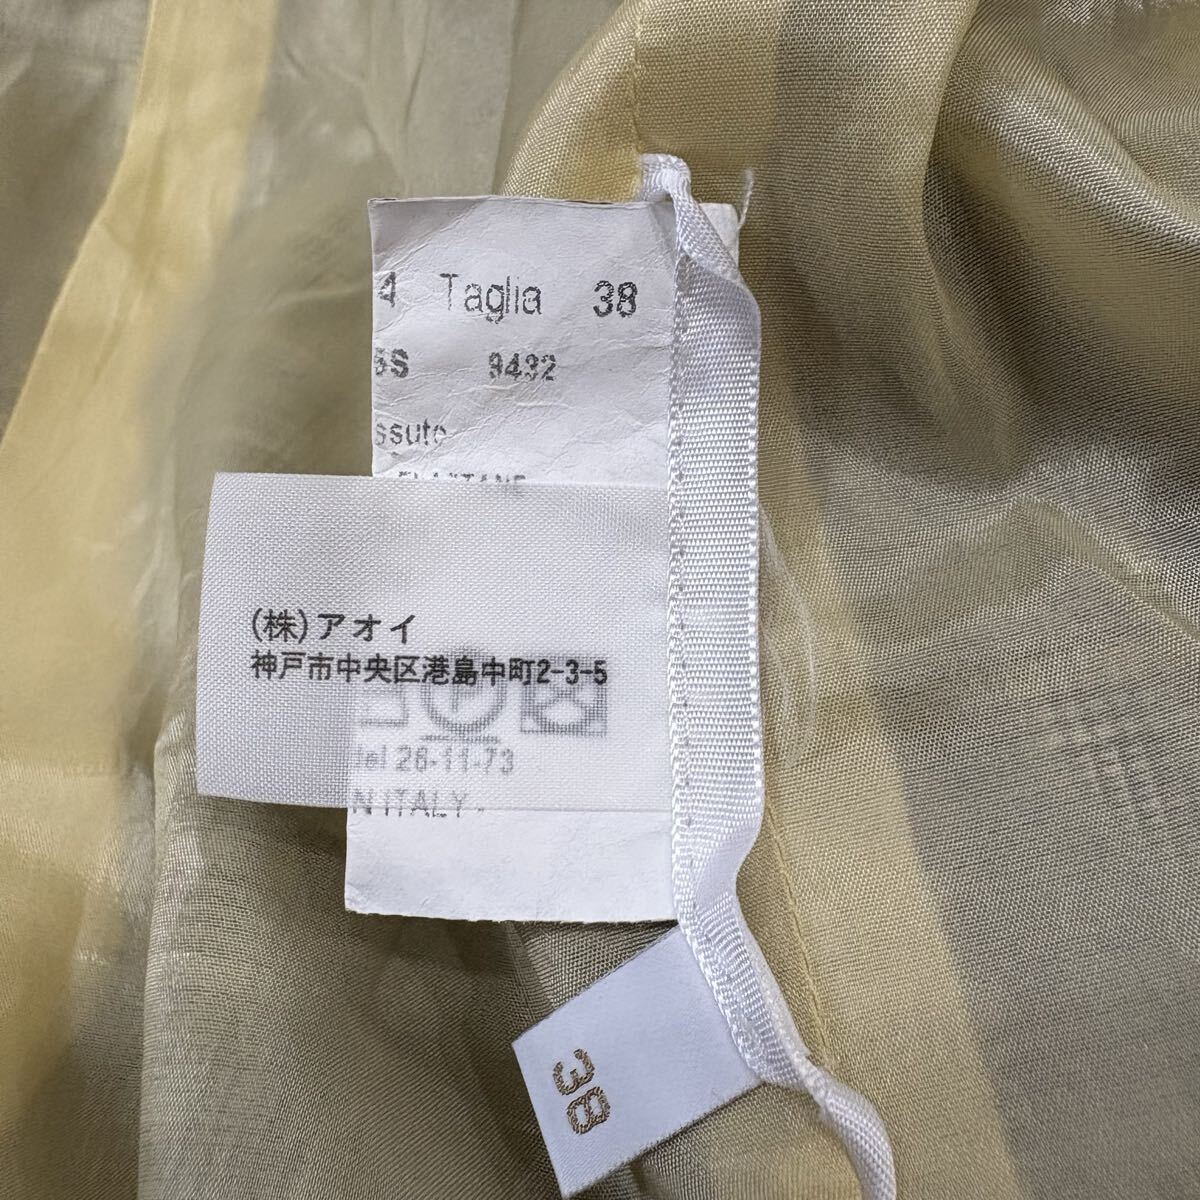 4 Taglia 38
5S 9432
ssuto
(株)アオイ
神戸市中央区港島中町2-3-5
del 26-11-73
N ITALY -
38